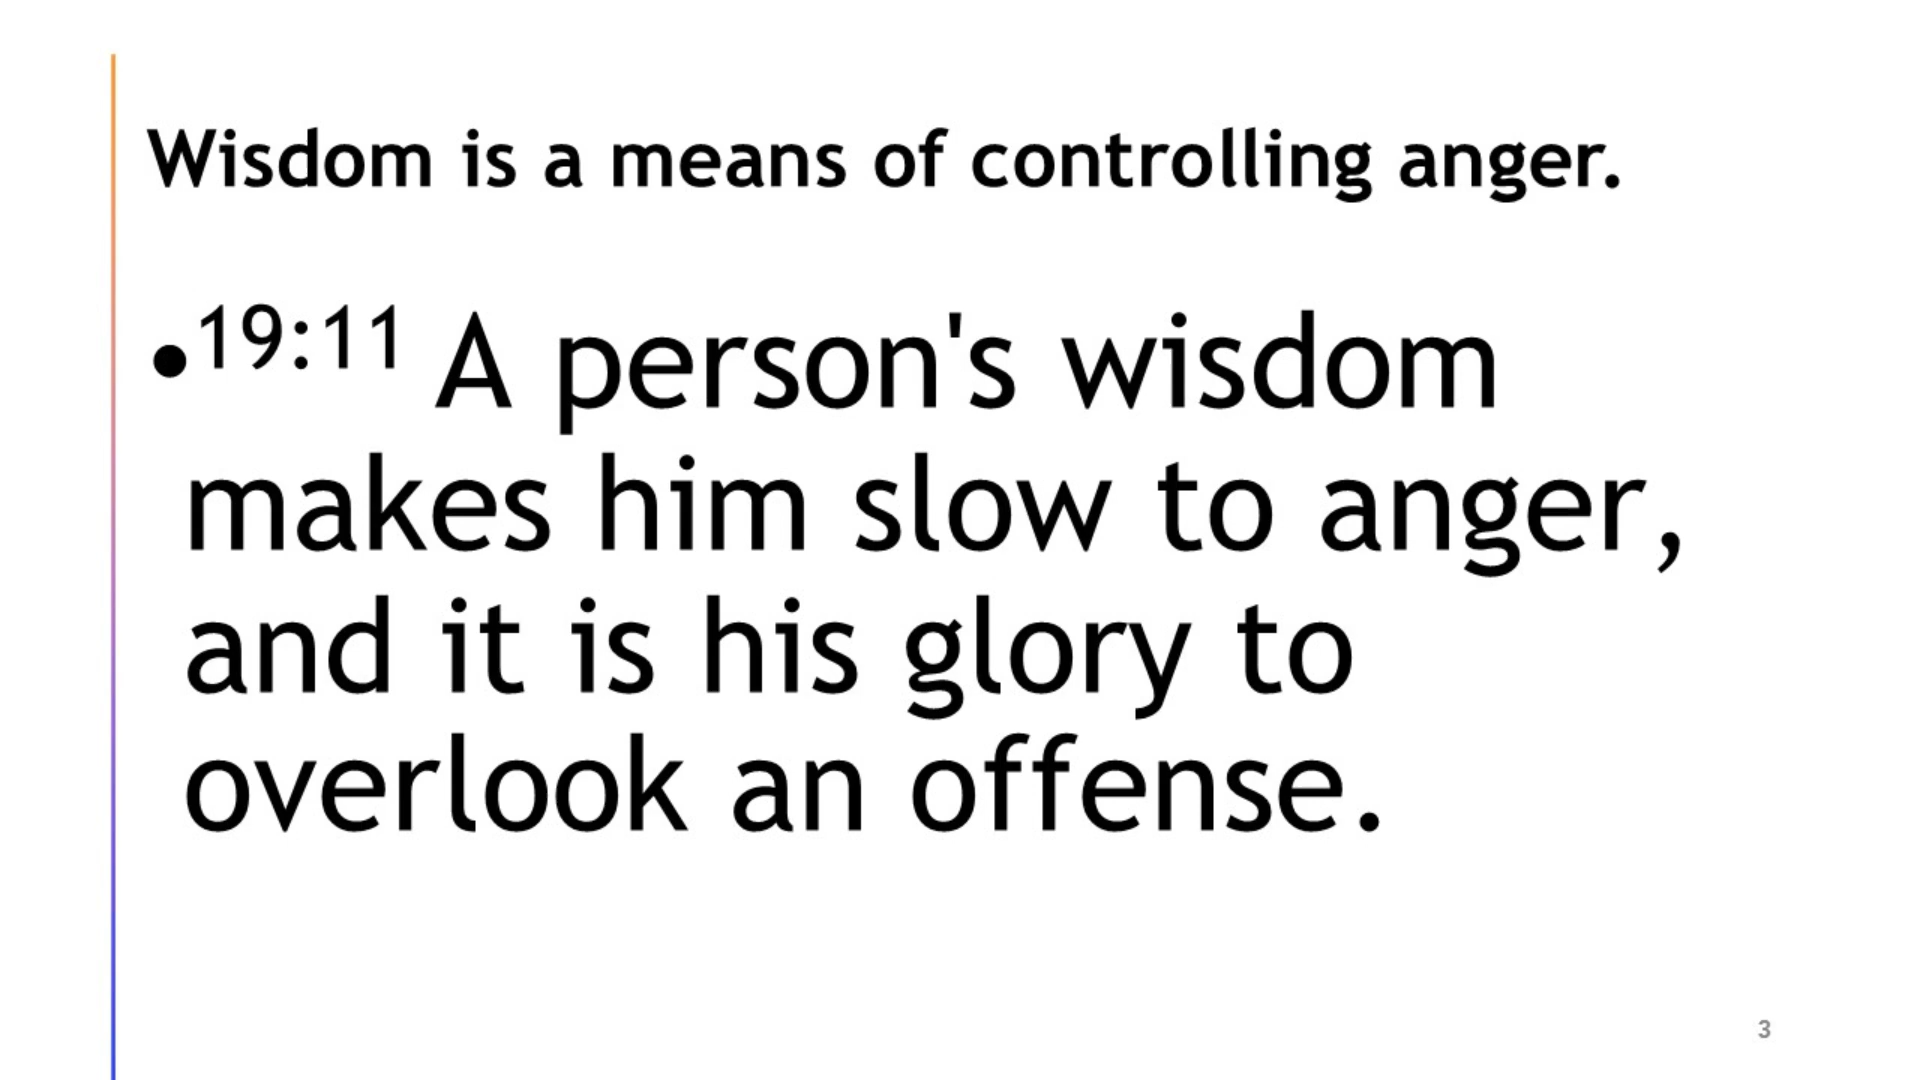 Wisdom is a means of controlling anger.
•19:11 A person's wisdom
makes him slow to anger,
and it is his glory to
overlook an offense.
3